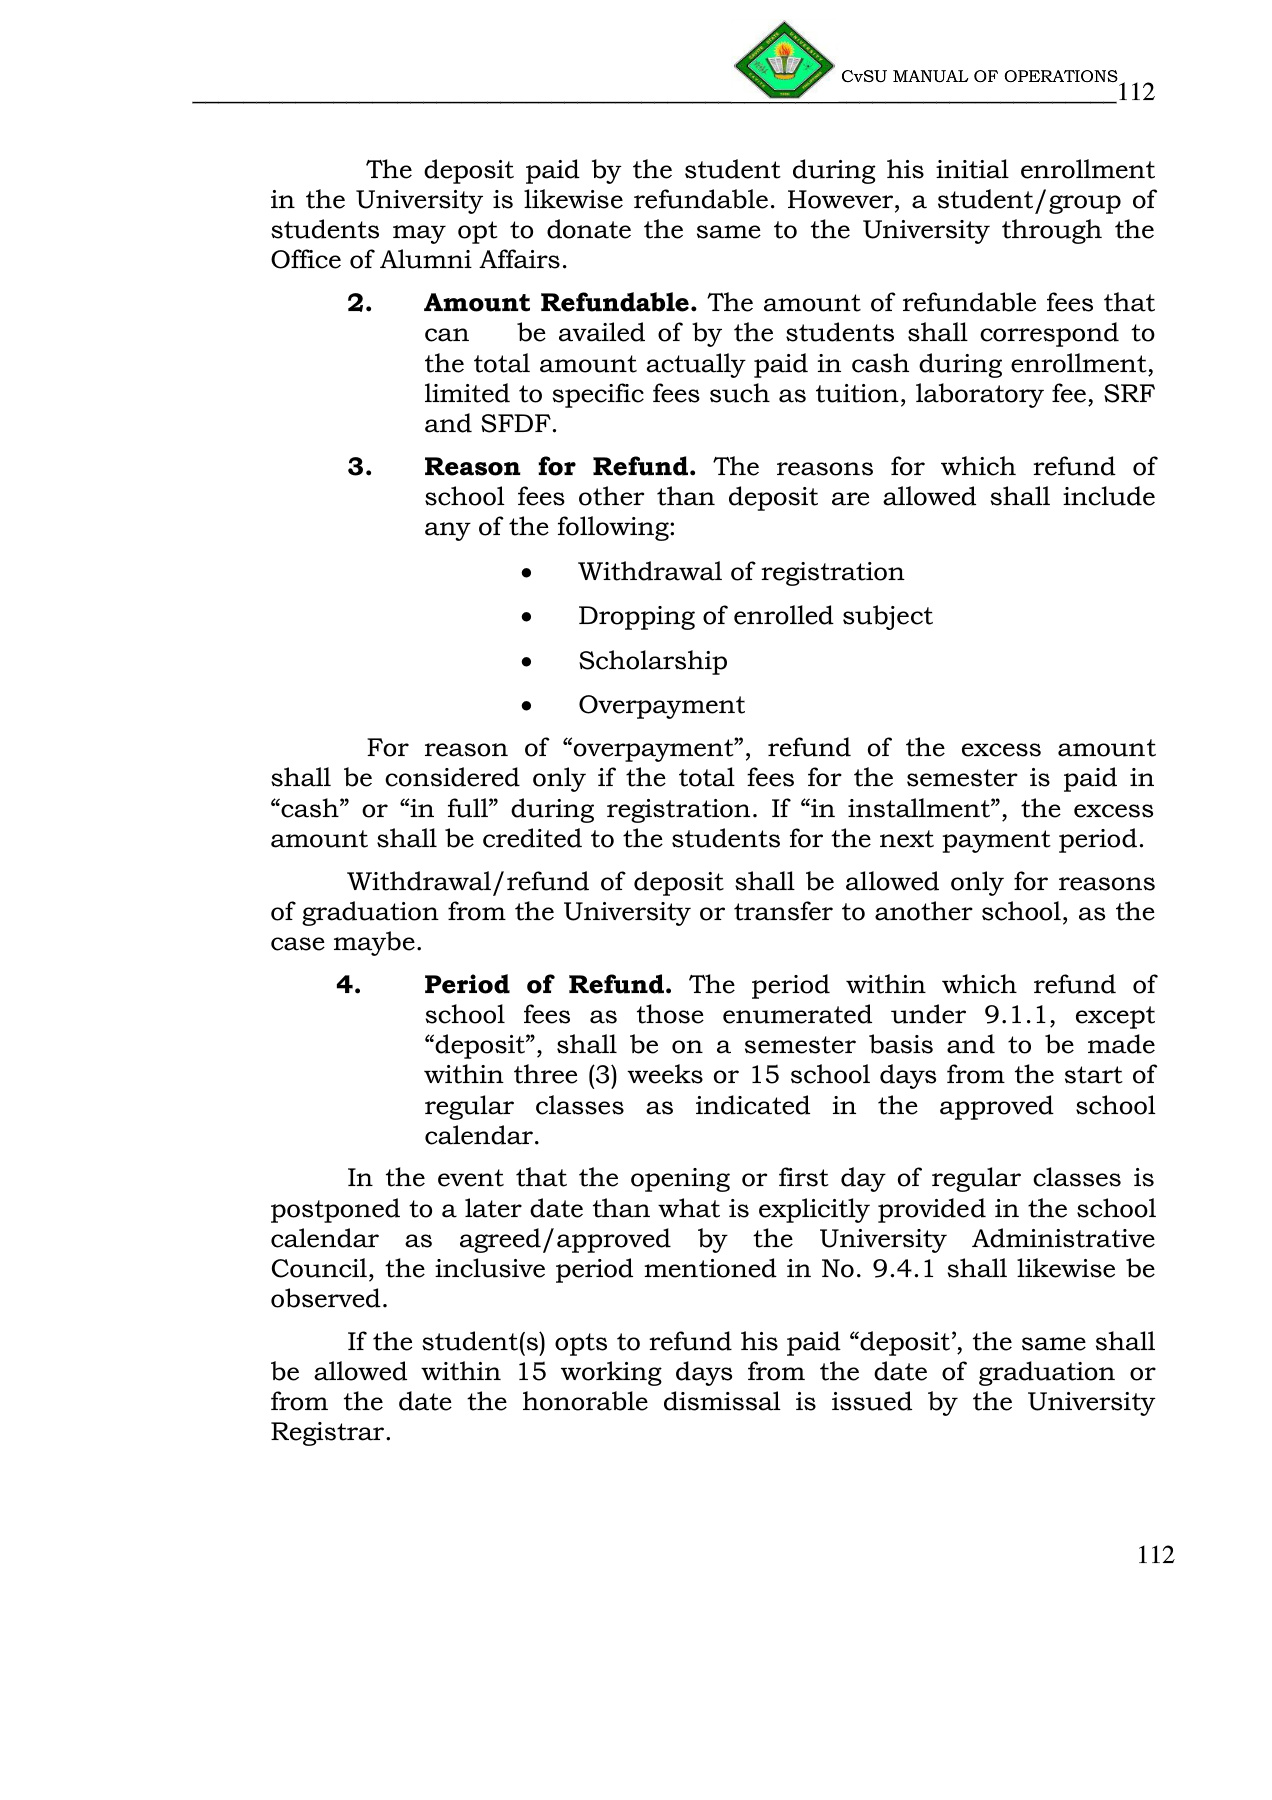 CvSU MANUAL OF OPERATIONS 112
The deposit paid by the student during his initial enrollment
in the University is likewise refundable. However, a student/group of
students may opt to donate the same to the University through the
Office of Alumni Affairs.
2. Amount Refundable. The amount of refundable fees that
can be availed of by the students shall correspond to
the total amount actually paid in cash during enrollment,
limited to specific fees such as tuition, laboratory fee, SRF
and SFDF.
3. Reason for Refund. The reasons for which refund of
school fees other than deposit are allowed shall include
any of the following:
• Withdrawal of registration
• Dropping of enrolled subject
• Scholarship
• Overpayment
For reason of “overpayment”, refund of the excess amount
shall be considered only if the total fees for the semester is paid in
“cash” or “in full” during registration. If “in installment”, the excess
amount shall be credited to the students for the next payment period.
Withdrawal/refund of deposit shall be allowed only for reasons
of graduation from the University or transfer to another school, as the
case maybe.
4. Period of Refund. The period within which refund of
school fees as those enumerated under 9.1.1, except
“deposit”, shall be on a semester basis and to be made
within three (3) weeks or 15 school days from the start of
regular classes as indicated in the approved school
calendar.
In the event that the opening or first day of regular classes is
postponed to a later date than what is explicitly provided in the school
calendar as agreed/approved by the University Administrative
Council, the inclusive period mentioned in No. 9.4.1 shall likewise be
observed.
If the student(s) opts to refund his paid “deposit’, the same shall
be allowed within 15 working days from the date of graduation or
from the date the honorable dismissal is issued by the University
Registrar.
112